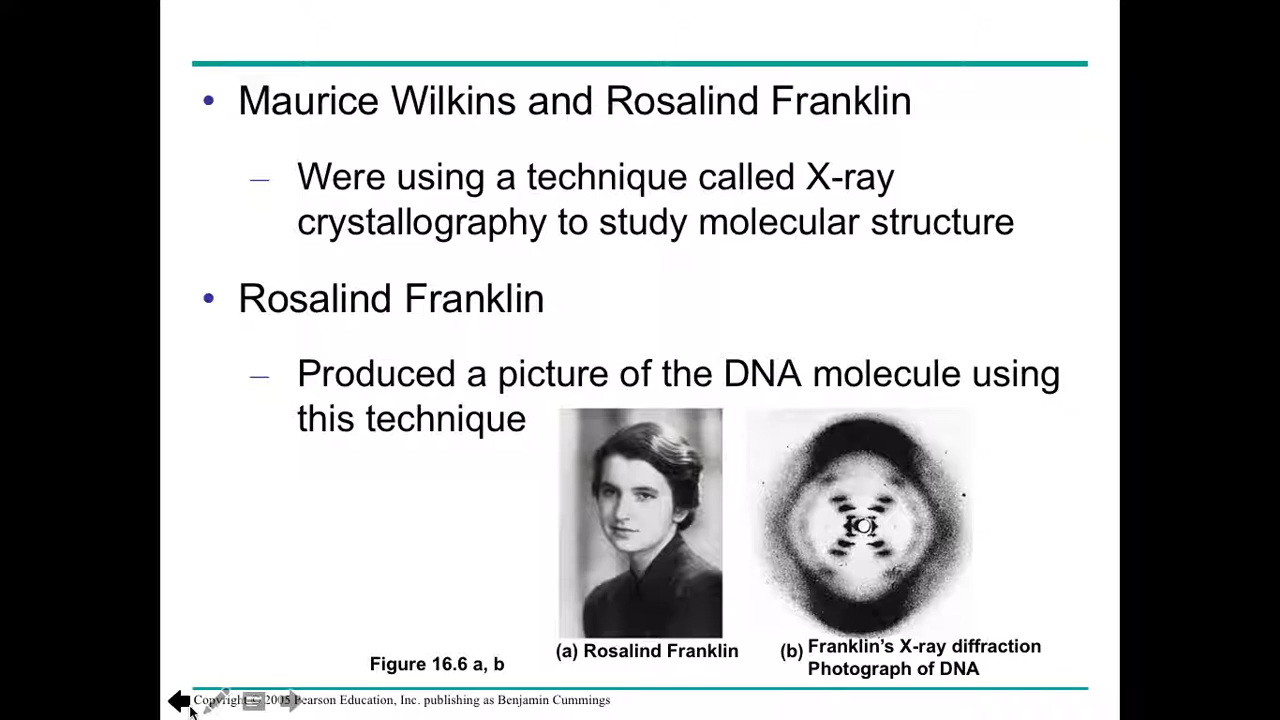 • Maurice Wilkins and Rosalind Franklin
– Were using a technique called X-ray
crystallography to study molecular structure
• Rosalind Franklin
– Produced a picture of the DNA molecule using
this technique
(a) Rosalind Franklin
(b) Franklin's X-ray diffraction
Photograph of DNA
Figure 16.6 a, b
Copyright © 2005 Pearson Education, Inc. publishing as Benjamin Cummings